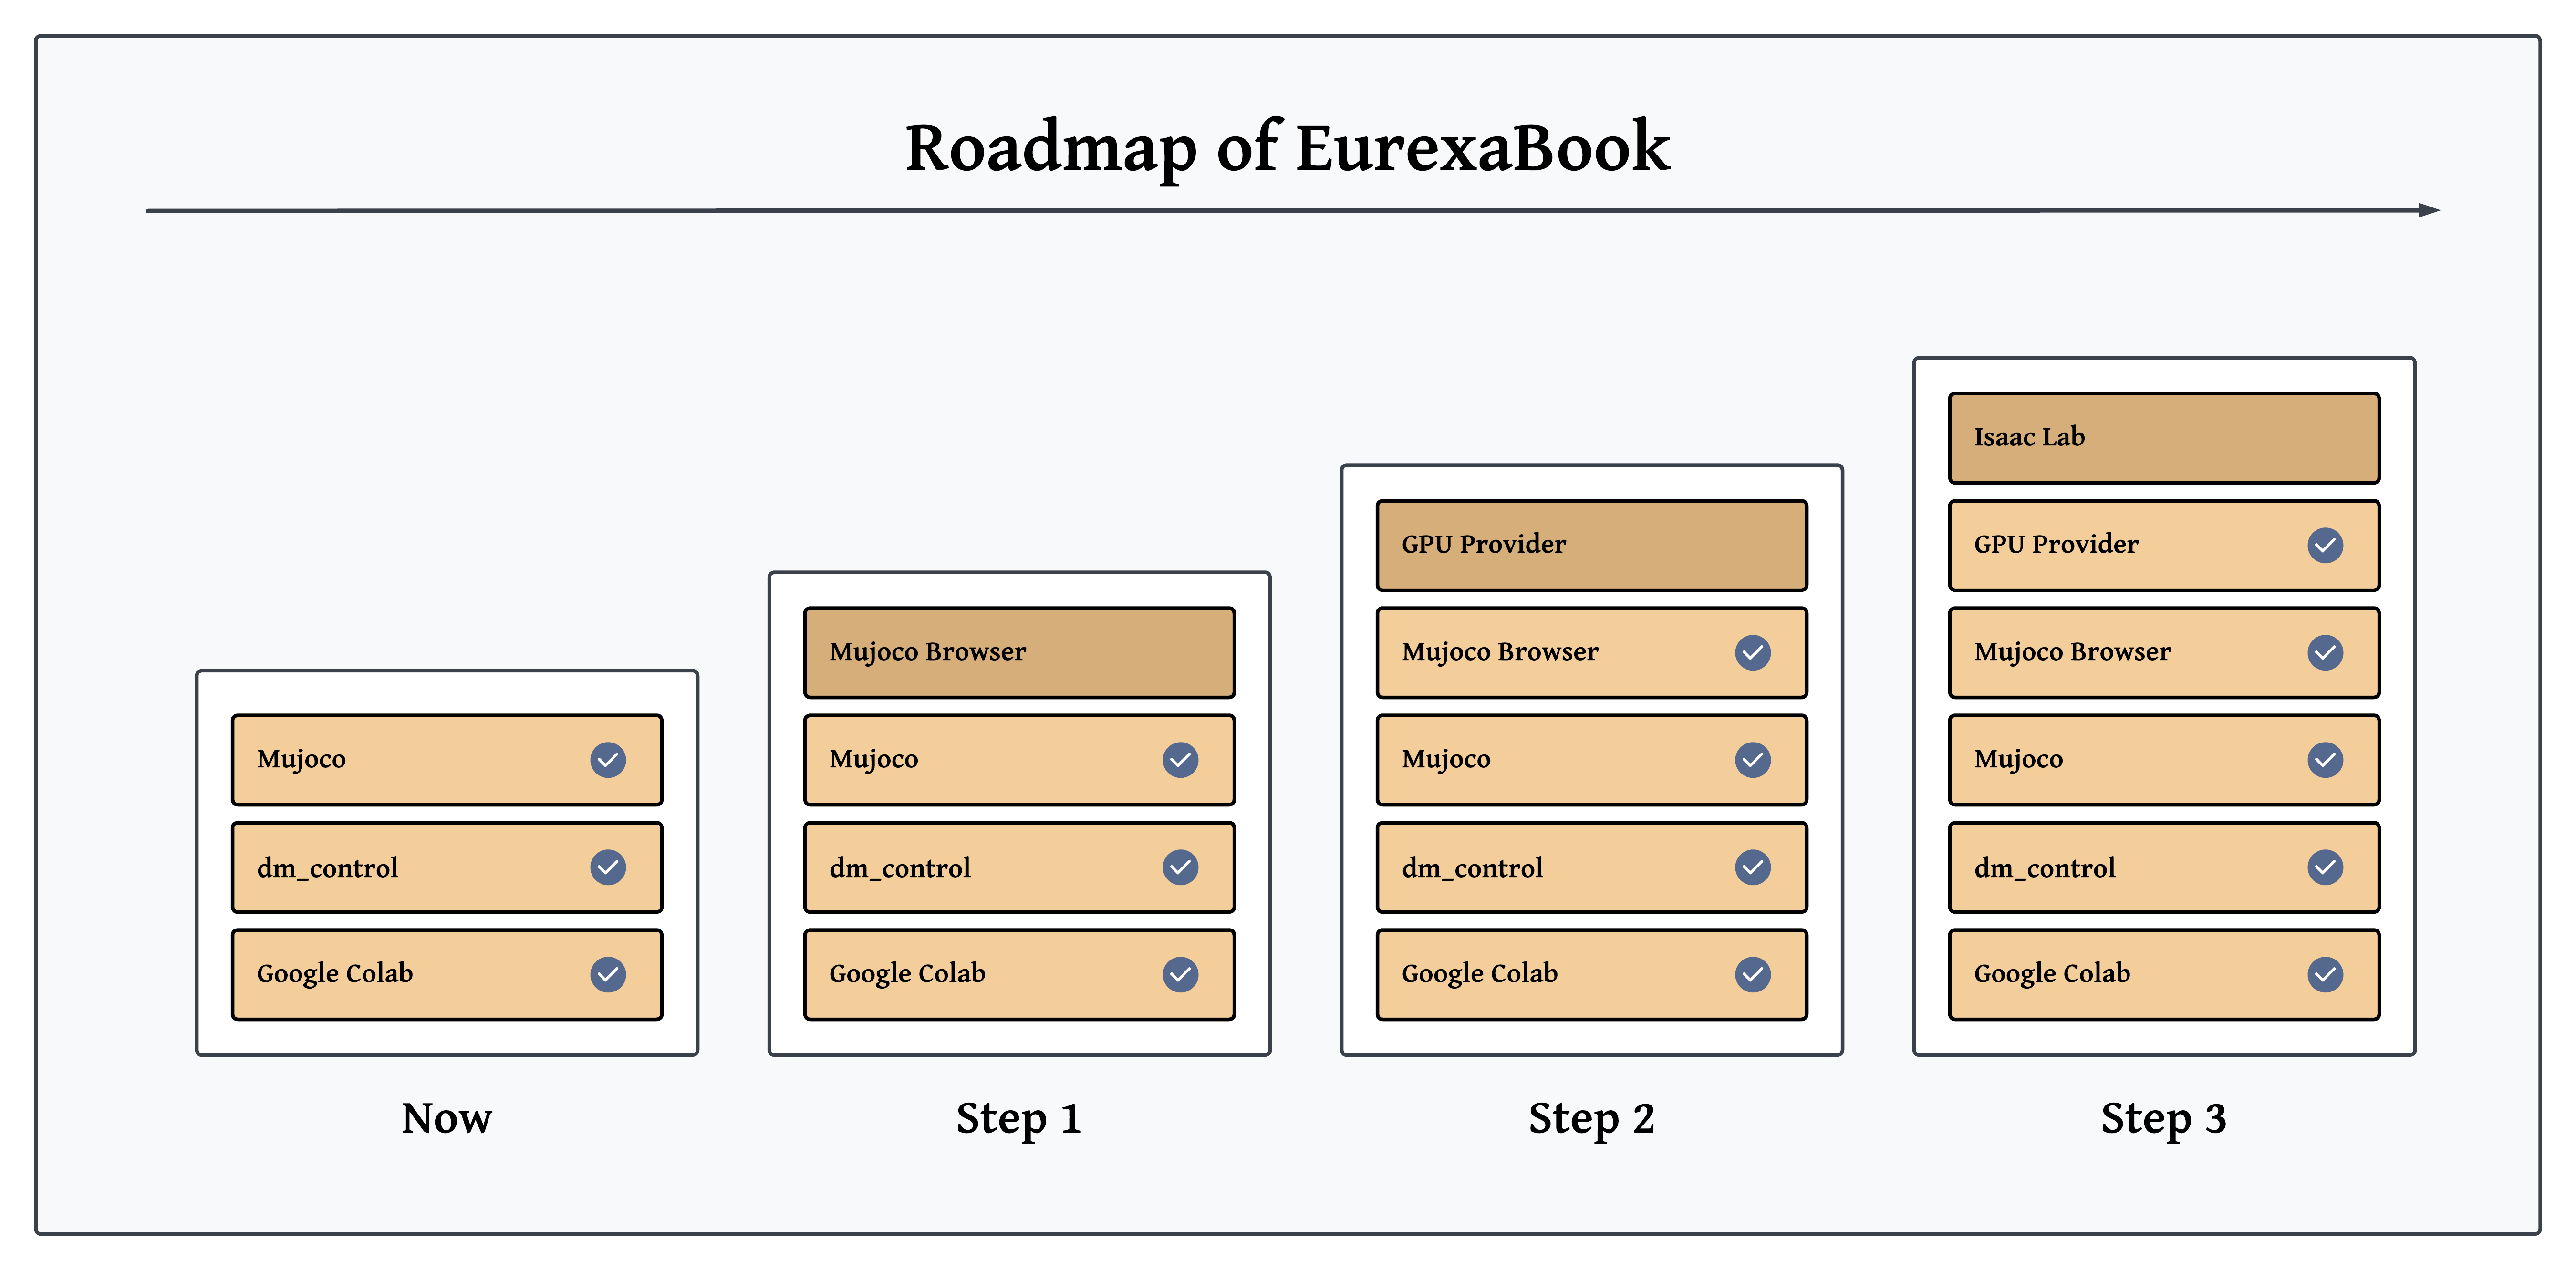 Roadmap of EurexaBook
Mujoco
dm_control
Google Colab
Now
Mujoco Browser
Mujoco
dm_control
Google Colab
Step 1
GPU Provider
Mujoco Browser
Mujoco
dm_control
Google Colab
Step 2
Isaac Lab
GPU Provider
Mujoco Browser
Mujoco
dm_control
Google Colab
Step 3